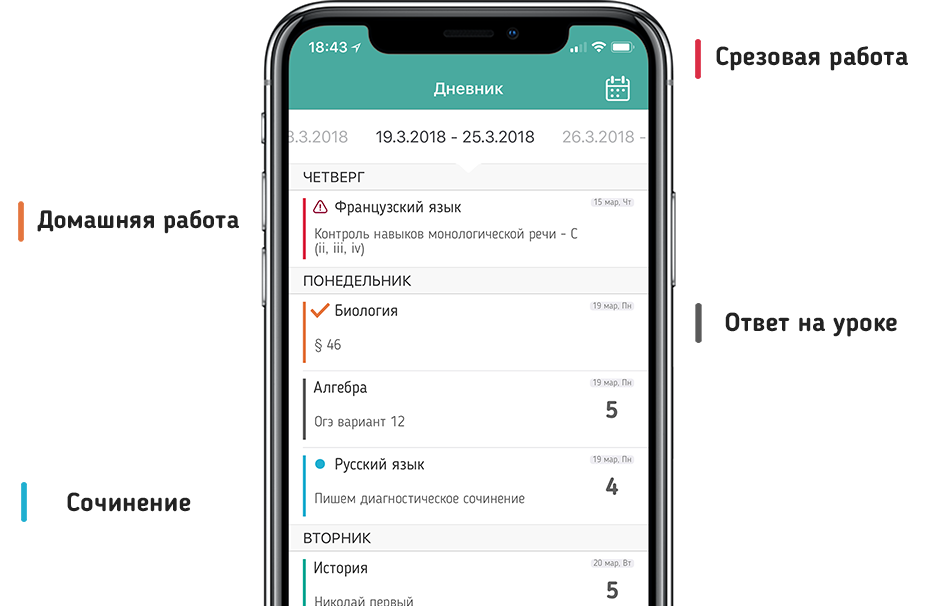 18:43
Срезовая работа
Дневник
3.3.2018 19.3.2018 - 25.3.2018 26.3.2018 -
ЧЕТВЕРГ
Французский язык 15 мар, Чт
Контроль навыков монологической речи - С
(ii, iii, iv)
Домашняя работа
ПОНЕДЕЛЬНИК
Биология 19 мар, Пн
§ 46
Ответ на уроке
Алгебра 19 мар, Пн
5
Огэ вариант 12
Русский язык 19 мар, Пн
4
Пишем диагностическое сочинение
Сочинение
ВТОРНИК
История 20 мар, Вт
5
Николай первый